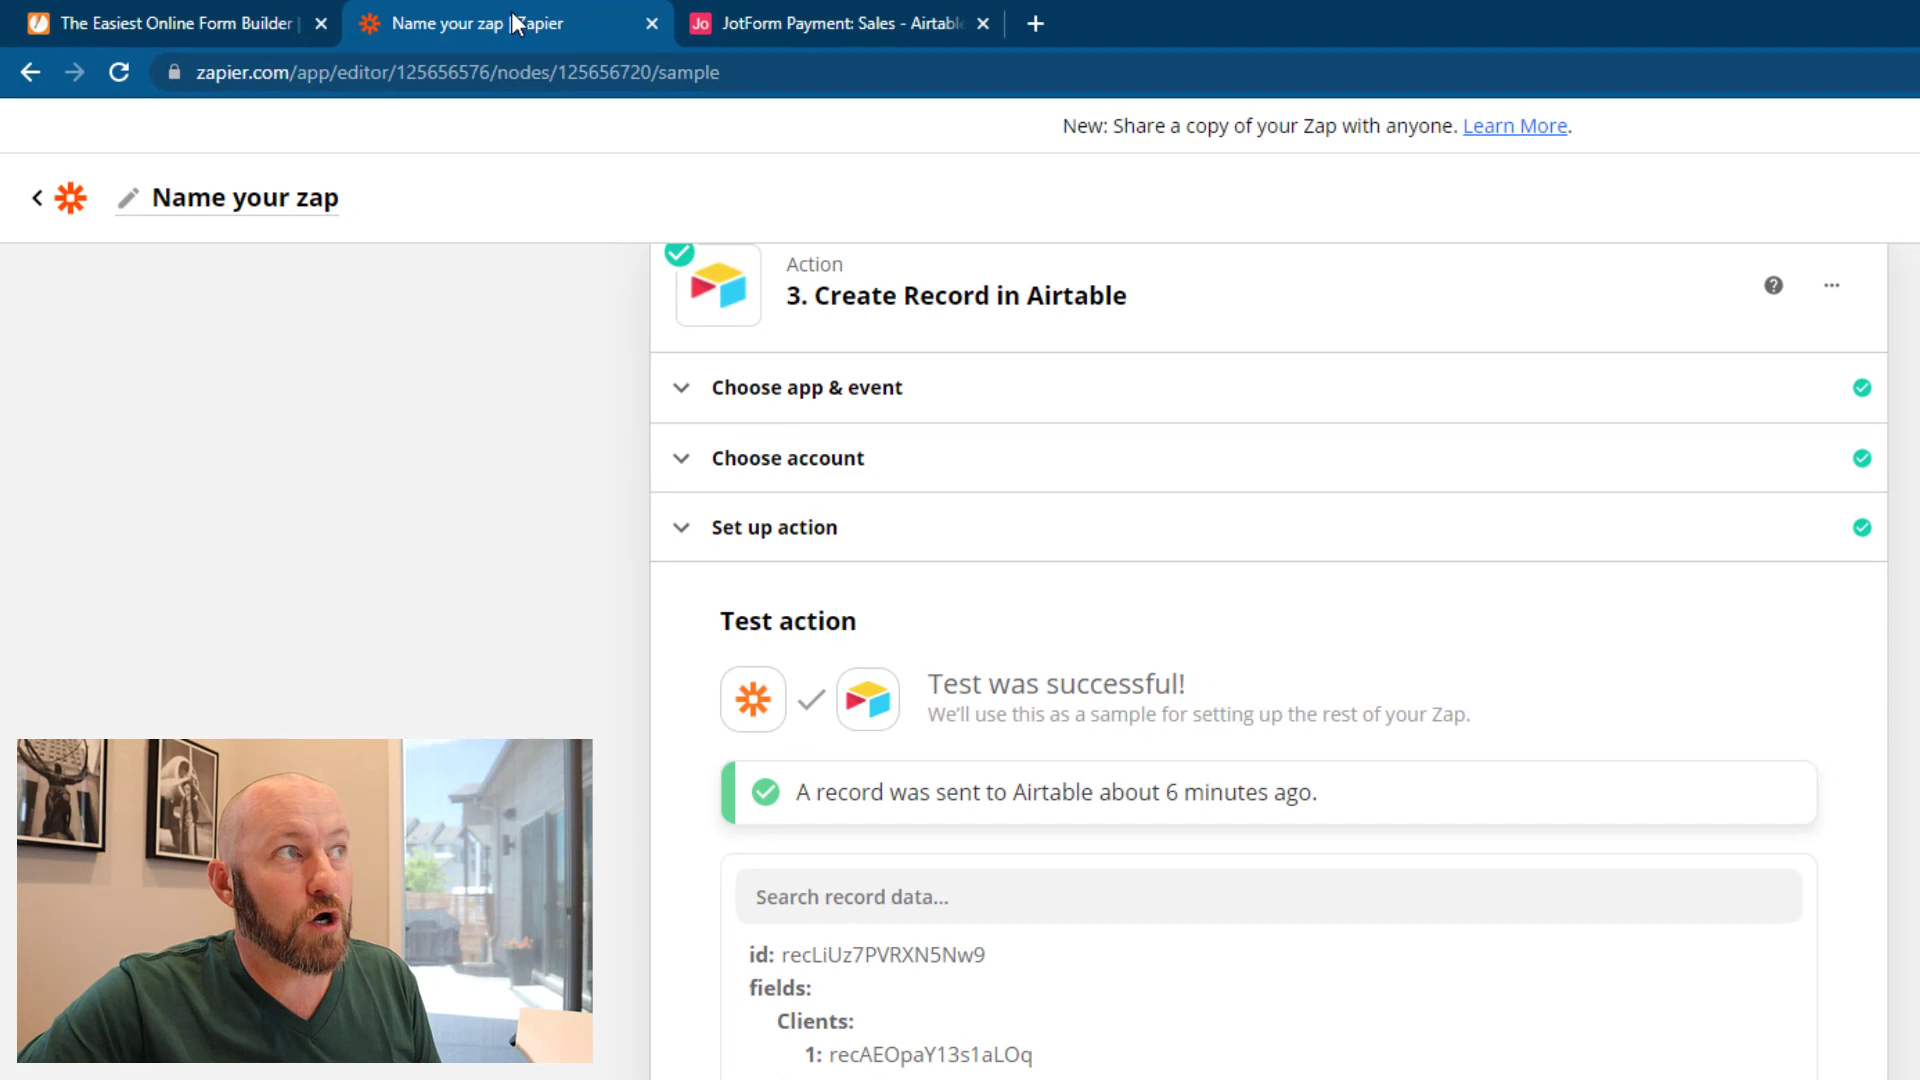 The Easiest Online Form Builder |
Name your zap | Zapier
Jo
JotForm Payment: Sales - Airtabl
zapier.com/app/editor/125656576/nodes/125656720/sample
New: Share a copy of your Zap with anyone. Learn More.
Name your zap
Action
3. Create Record in Airtable
Choose app & event
Choose account
Set up action
Test action
Test was successful!
We'll use this as a sample for setting up the rest of your Zap.
A record was sent to Airtable about 6 minutes ago.
Search record data...
id: recLiUz7PVRXN5Nw9
fields:
Clients:
1: recAEOpaY13s1aLOq